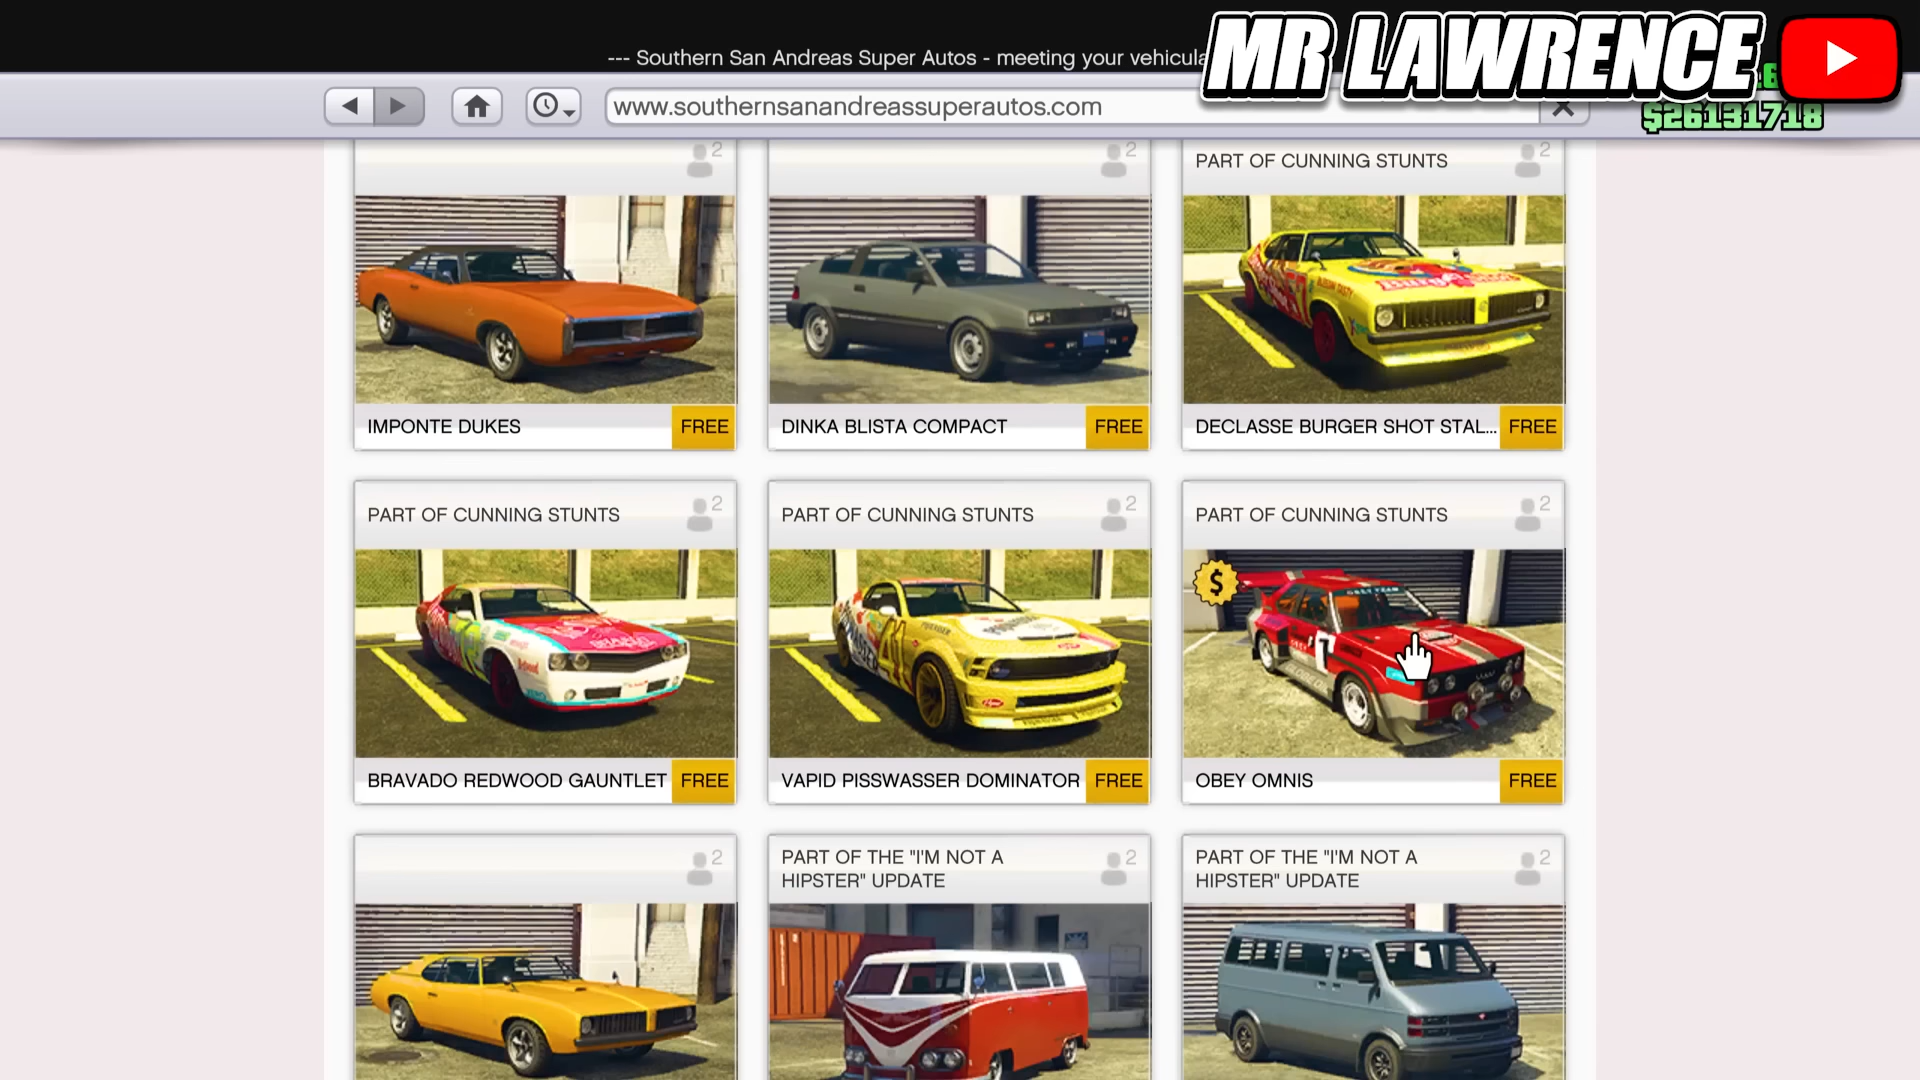 MR LAWRENCE
--- Southern San Andreas Super Autos - meeting your vehicula
www.southernsanandreassuperautos.com
$26131718
2
2
PART OF CUNNING STUNTS
2
IMPONTE DUKES
FREE
DINKA BLISTA COMPACT
FREE
DECLASSE BURGER SHOT STAL...
FREE
PART OF CUNNING STUNTS
2
PART OF CUNNING STUNTS
2
PART OF CUNNING STUNTS
2
$
BRAVADO REDWOOD GAUNTLET
FREE
VAPID PISSWASSER DOMINATOR
FREE
OBEY OMNIS
FREE
2
PART OF THE "I'M NOT A
HIPSTER" UPDATE
2
PART OF THE "I'M NOT A
HIPSTER" UPDATE
2